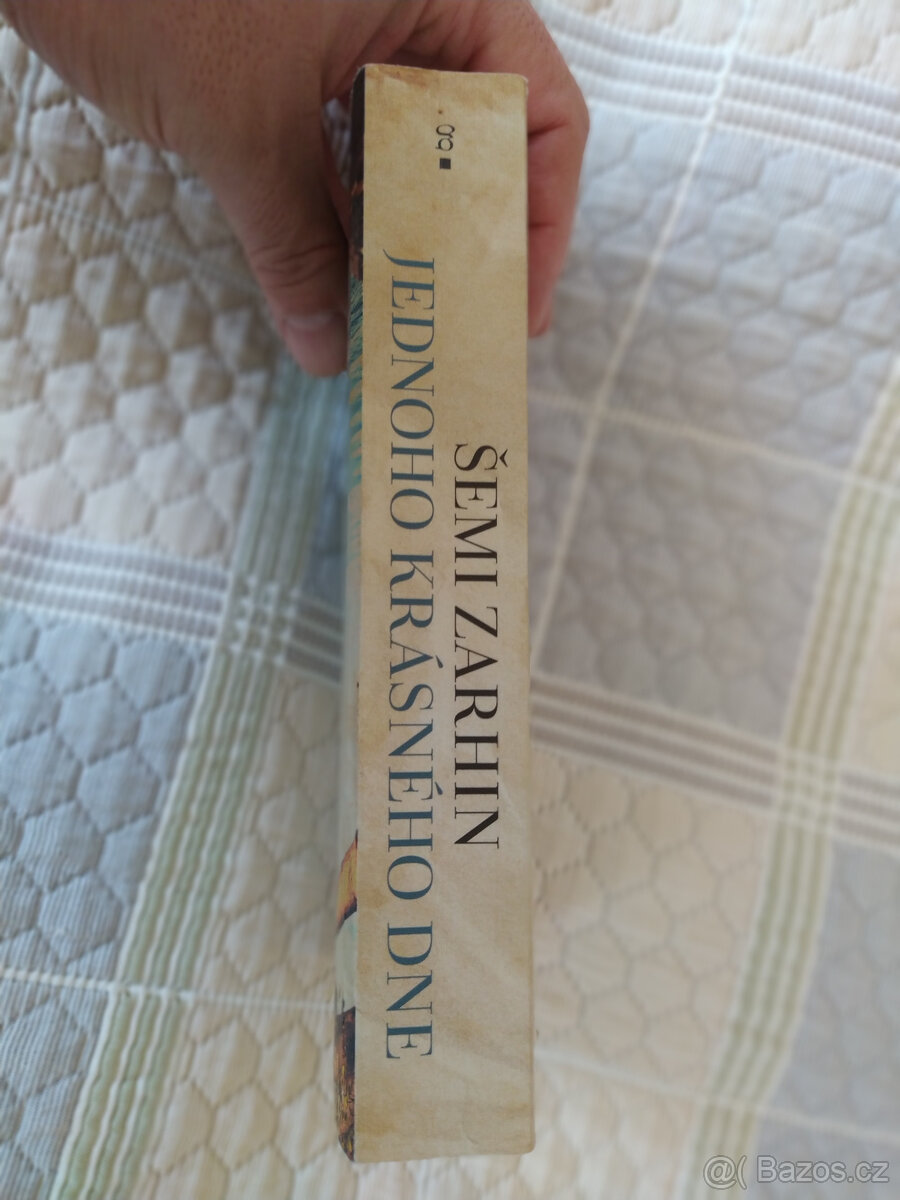 ŠEMI ZARHIN
JEDNOHO KRÁSNÉHO DNE
@( Bazos.cz